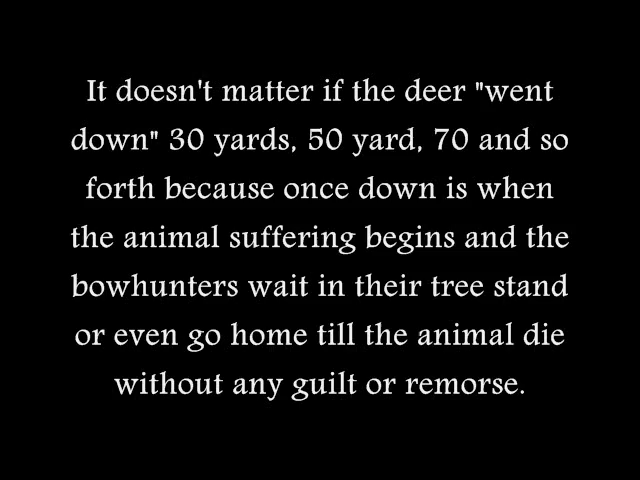 It doesn't matter if the deer "went
down" 30 yards, 50 yard, 70 and so
forth because once down is when
the animal suffering begins and the
bowhunters wait in their tree stand
or even go home till the animal die
without any guilt or remorse.